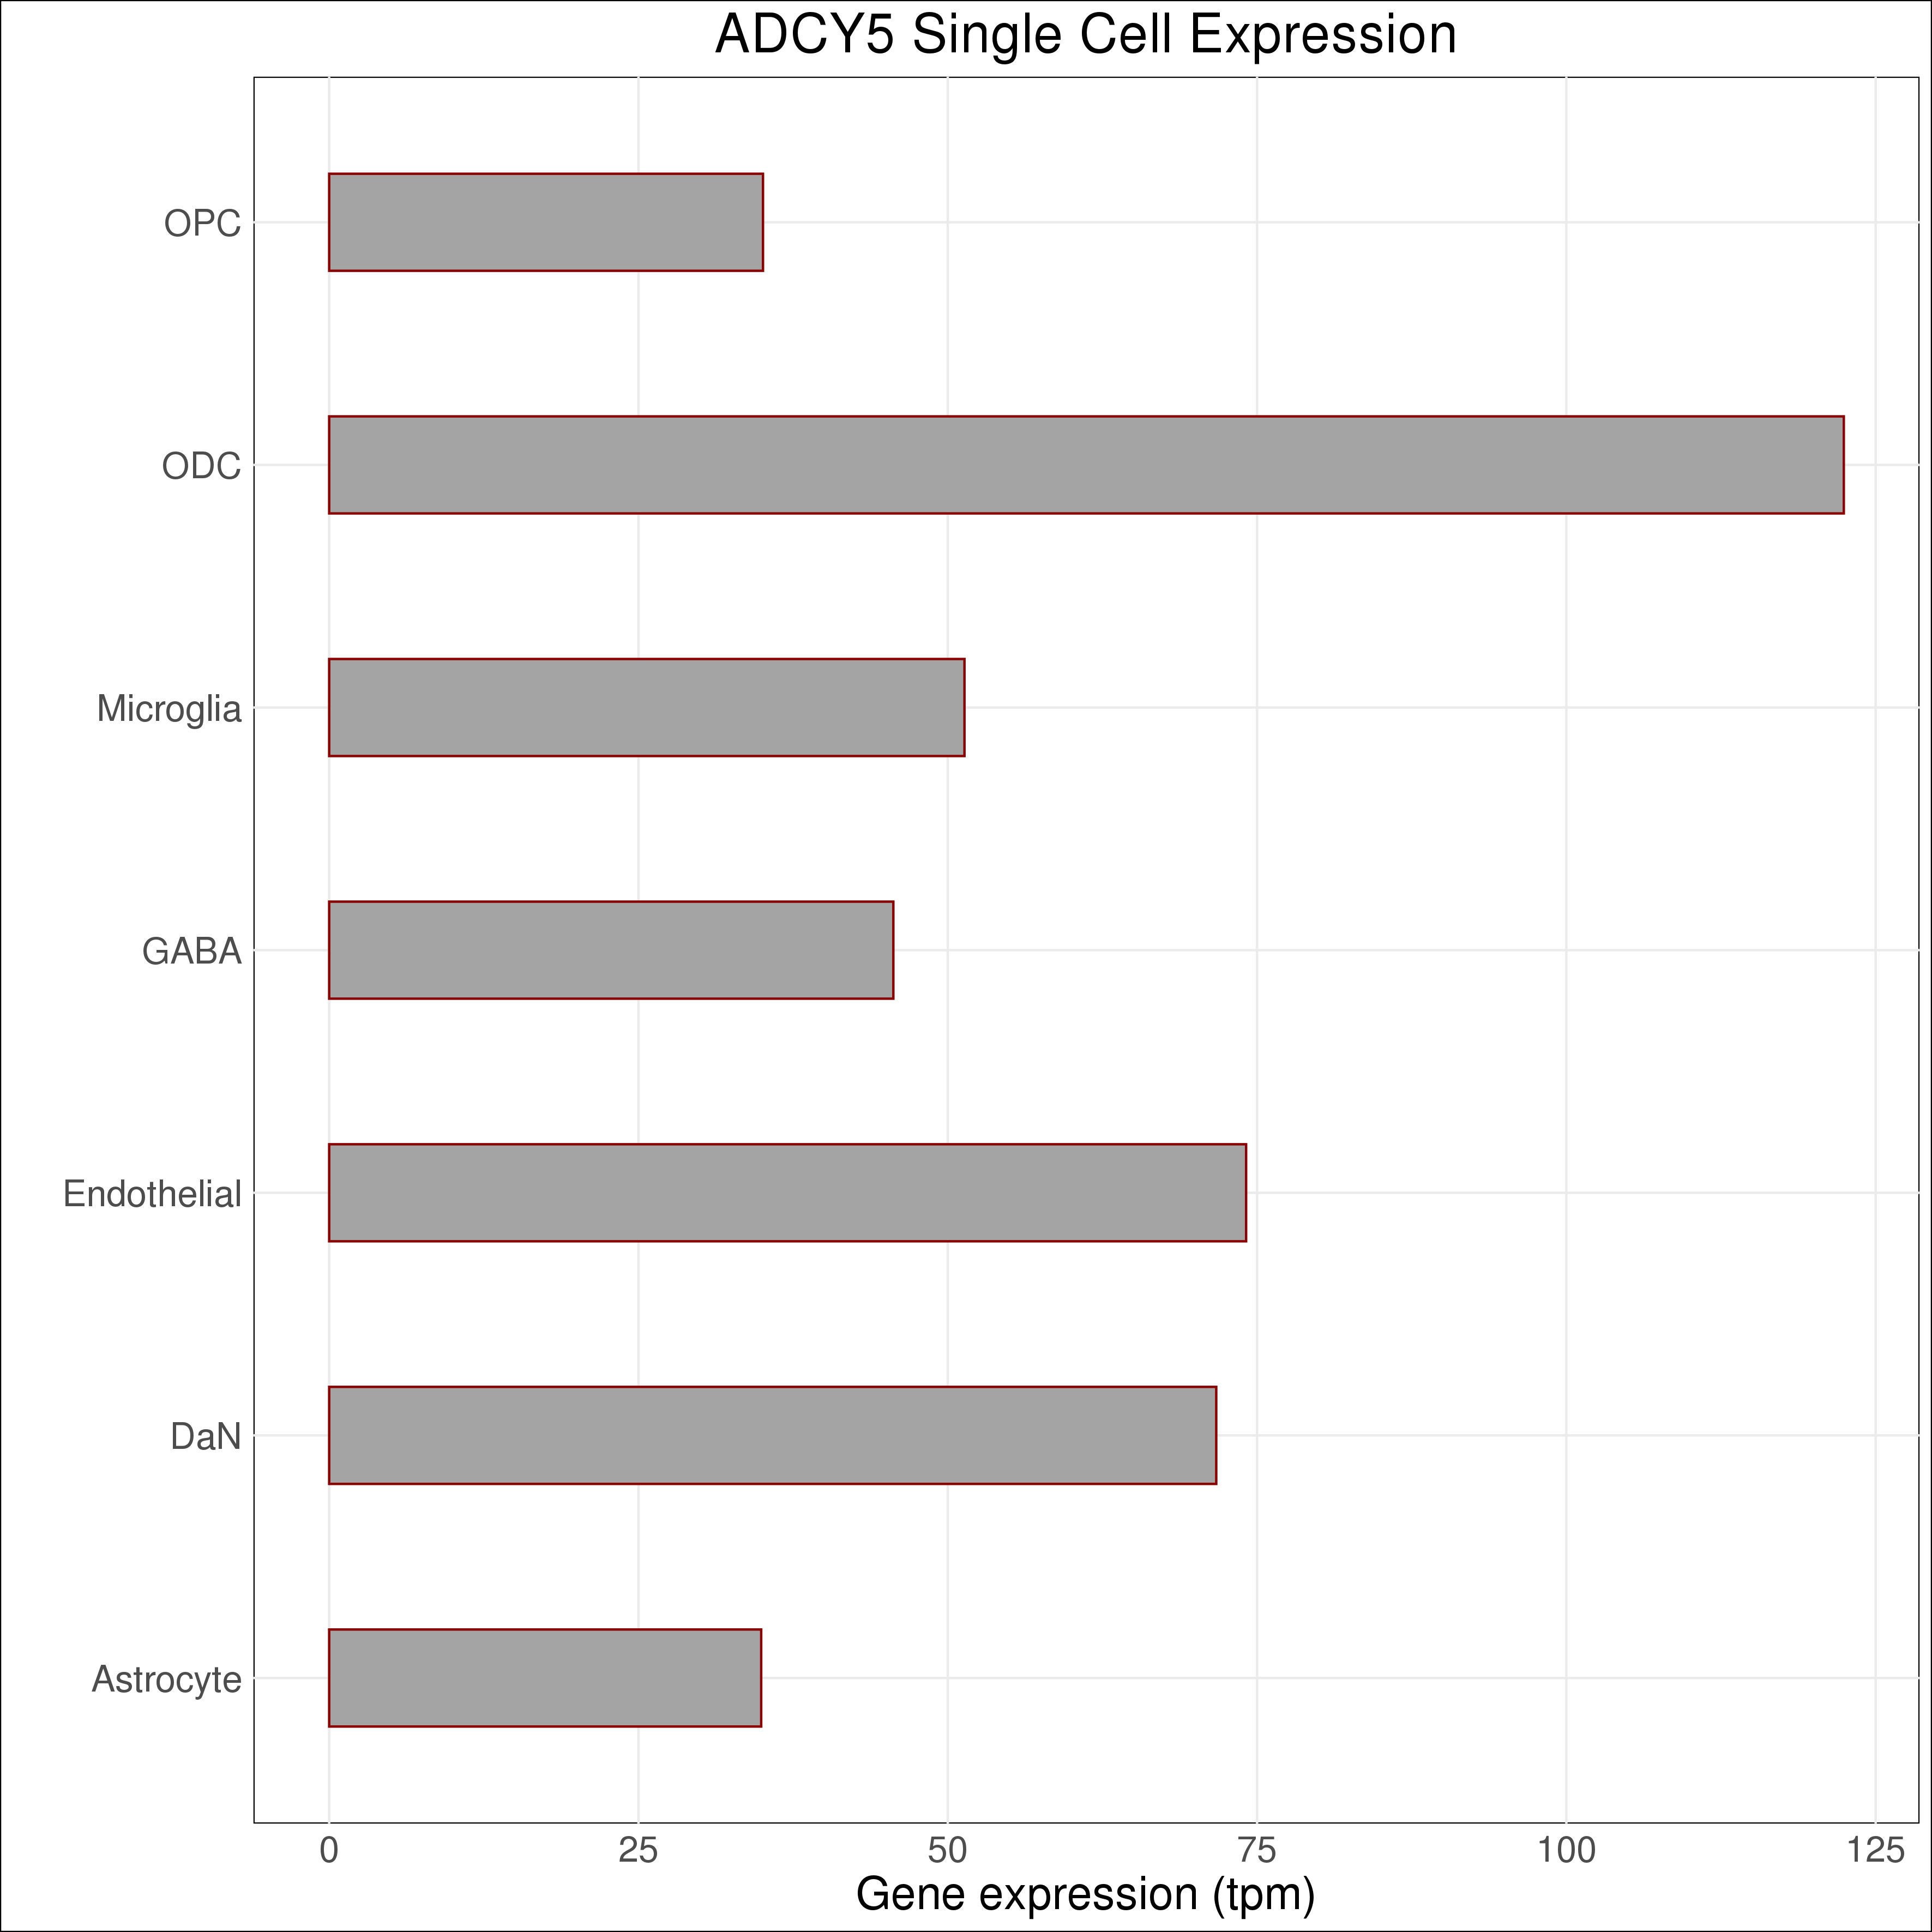 ADCY5 Single Cell Expression
OPC
ODC
Microglia
GABA
Endothelial
DaN
Astrocyte
0 25 50 75 100 125
Gene expression (tpm)